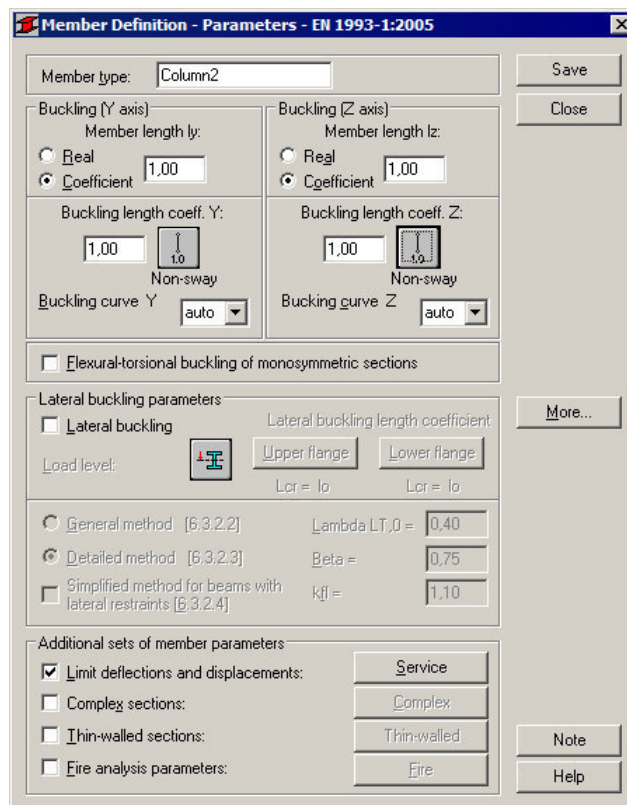 Member Definition - Parameters - EN 1993-1:2005
Member type: Column2
Save
Close
Buckling (Y axis)
Member length ly:
Real
Coefficient
1,00
Buckling length coeff. Y:
1,00
1.0
Non-sway
Buckling curve Y
auto
Buckling (Z axis)
Member length lz:
Real
Coefficient
1,00
Buckling length coeff. Z:
1,00
1.0
Non-sway
Bucking curve Z
auto
Flexural-torsional buckling of monosymmetric sections
Lateral buckling parameters
More...
Lateral buckling
Lateral buckling length coefficient
Load level:
Upper flange
Lower flange
Lcr = lo
Lcr = lo
General method [6.3.2.2]
Lambda LT,0 = 0,40
Detailed method [6.3.2.3]
Beta = 0,75
Simplified method for beams with
lateral restraints [6.3.2.4]
kfl = 1,10
Additional sets of member parameters
Limit deflections and displacements:
Service
Complex sections:
Complex
Thin-walled sections:
Thin-walled
Fire analysis parameters:
Fire
Note
Help